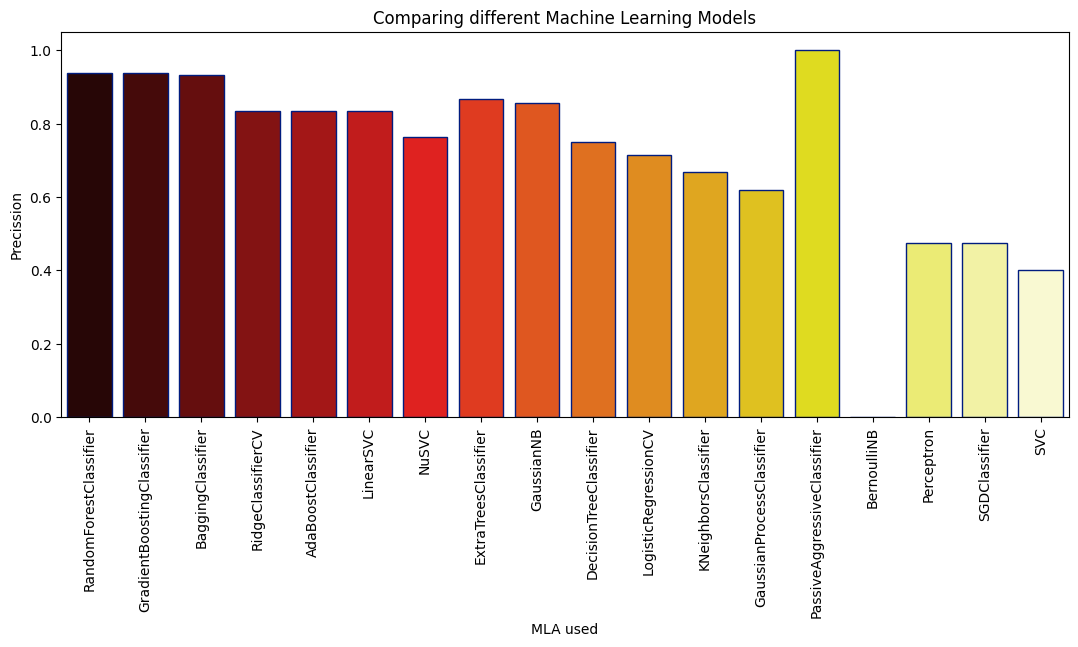 Comparing different Machine Learning Models
Precission
1.0
0.8
0.6
0.4
0.2
0.0
RandomForestClassifier
GradientBoostingClassifier
BaggingClassifier
RidgeClassifierCV
AdaBoostClassifier
LinearSVC
NuSVC
ExtraTreesClassifier
GaussianNB
DecisionTreeClassifier
LogisticRegressionCV
KNeighborsClassifier
GaussianProcessClassifier
PassiveAggressiveClassifier
BernoulliNB
Perceptron
SGDClassifier
SVC
MLA used